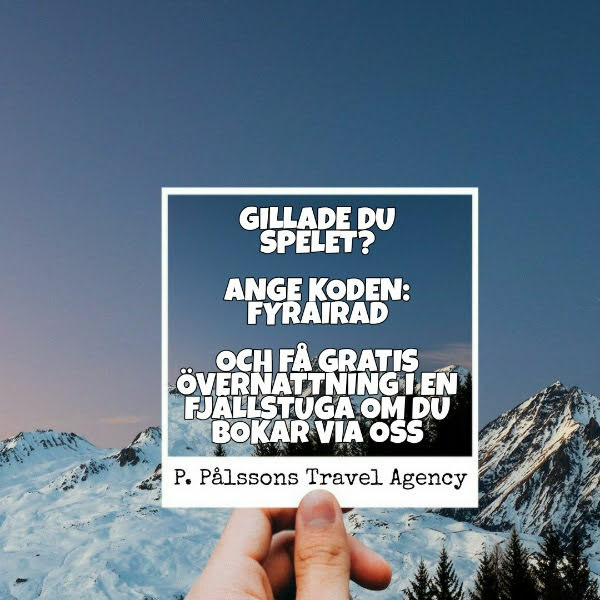 GILLADE DU
SPELET?
ANGE KODEN:
FYRAIRAD
OCH FÅ GRATIS
ÖVERNATTNING I EN
FJÄLLSTUGA OM DU
BOKAR VIA OSS
P. Pålssons Travel Agency